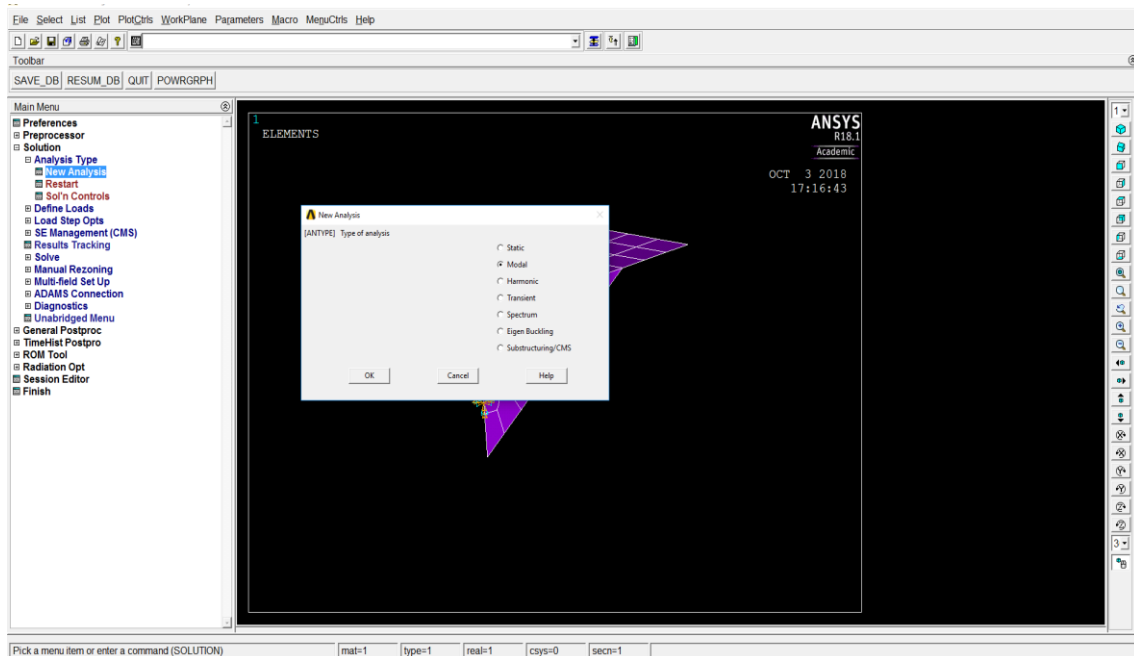 File Select List Plot PlotCtrls WorkPlane Parameters Macro MenuCtrls Help
Toolbar
SAVE_DB RESUM_DB QUIT POWRGRPH
Main Menu
Preferences
Preprocessor
Solution
Analysis Type
New Analysis
Restart
Sol'n Controls
Define Loads
Load Step Opts
SE Management (CMS)
Results Tracking
Solve
Manual Rezoning
Multi-field Set Up
ADAMS Connection
Diagnostics
Unabridged Menu
General Postproc
TimeHist Postpro
ROM Tool
Radiation Opt
Session Editor
Finish
1
ELEMENTS
ANSYS
R18.1
Academic
OCT 3 2018
17:16:43
New Analysis
[ANTYPE] Type of analysis
Static
Modal
Harmonic
Transient
Spectrum
Eigen Buckling
Substructuring/CMS
OK Cancel Help
1
3
Pick a menu item or enter a command (SOLUTION) mat=1 type=1 real=1 csys=0 secn=1